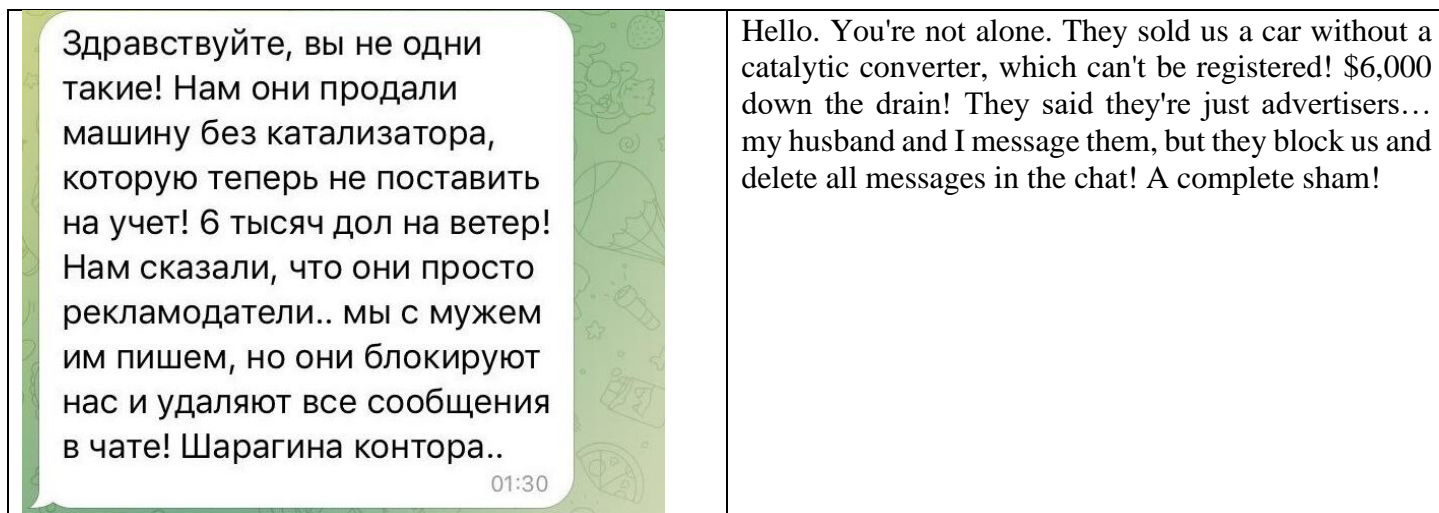 Здравствуйте, вы не одни
такие! Нам они продали
машину без катализатора,
которую теперь не поставить
на учет! 6 тысяч дол на ветер!
Нам сказали, что они просто
рекламодатели.. мы с мужем
им пишем, но они блокируют
нас и удаляют все сообщения
в чате! Шарагина контора..
01:30
Hello. You're not alone. They sold us a car without a
catalytic converter, which can't be registered! $6,000
down the drain! They said they're just advertisers…
my husband and I message them, but they block us and
delete all messages in the chat! A complete sham!